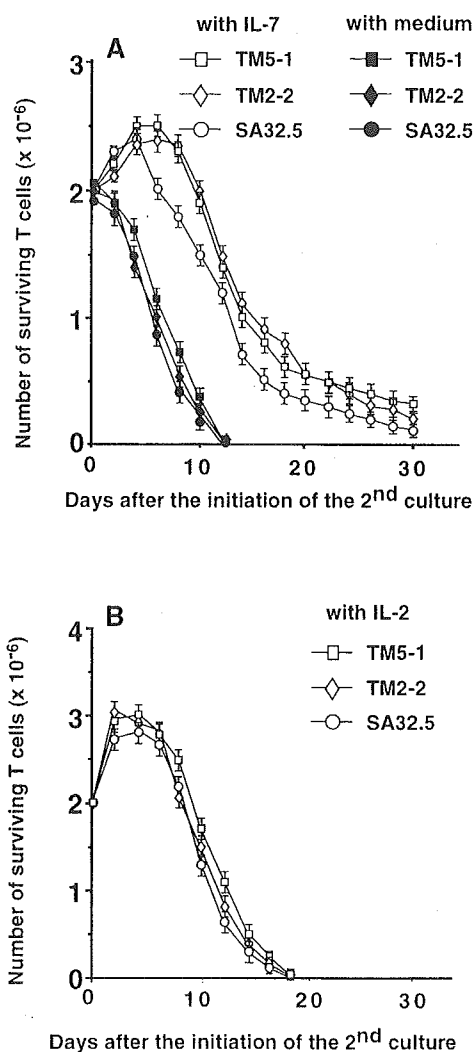 A
with IL-7
with medium
TM5-1
TM5-1
TM2-2
TM2-2
SA32.5
SA32.5
Number of surviving T cells (x 10-6)
3
2
1
0
0
10
20
30
Days after the initiation of the 2nd culture
B
with IL-2
TM5-1
TM2-2
SA32.5
Number of surviving T cells (x 10-6)
4
3
2
1
0
0
10
20
30
Days after the initiation of the 2nd culture